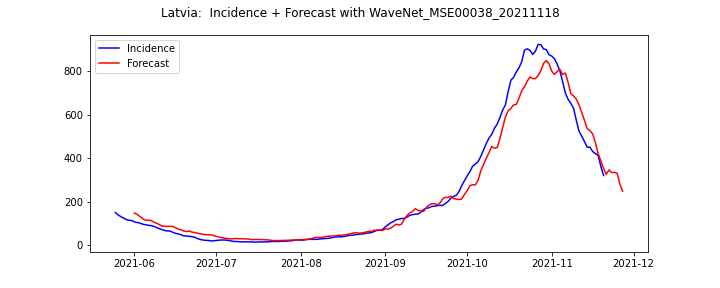 Latvia:  Incidence + Forecast with WaveNet_MSE00038_20211118
Incidence
Forecast
800
600
400
200
0
2021-06 2021-07 2021-08 2021-09 2021-10 2021-11 2021-12